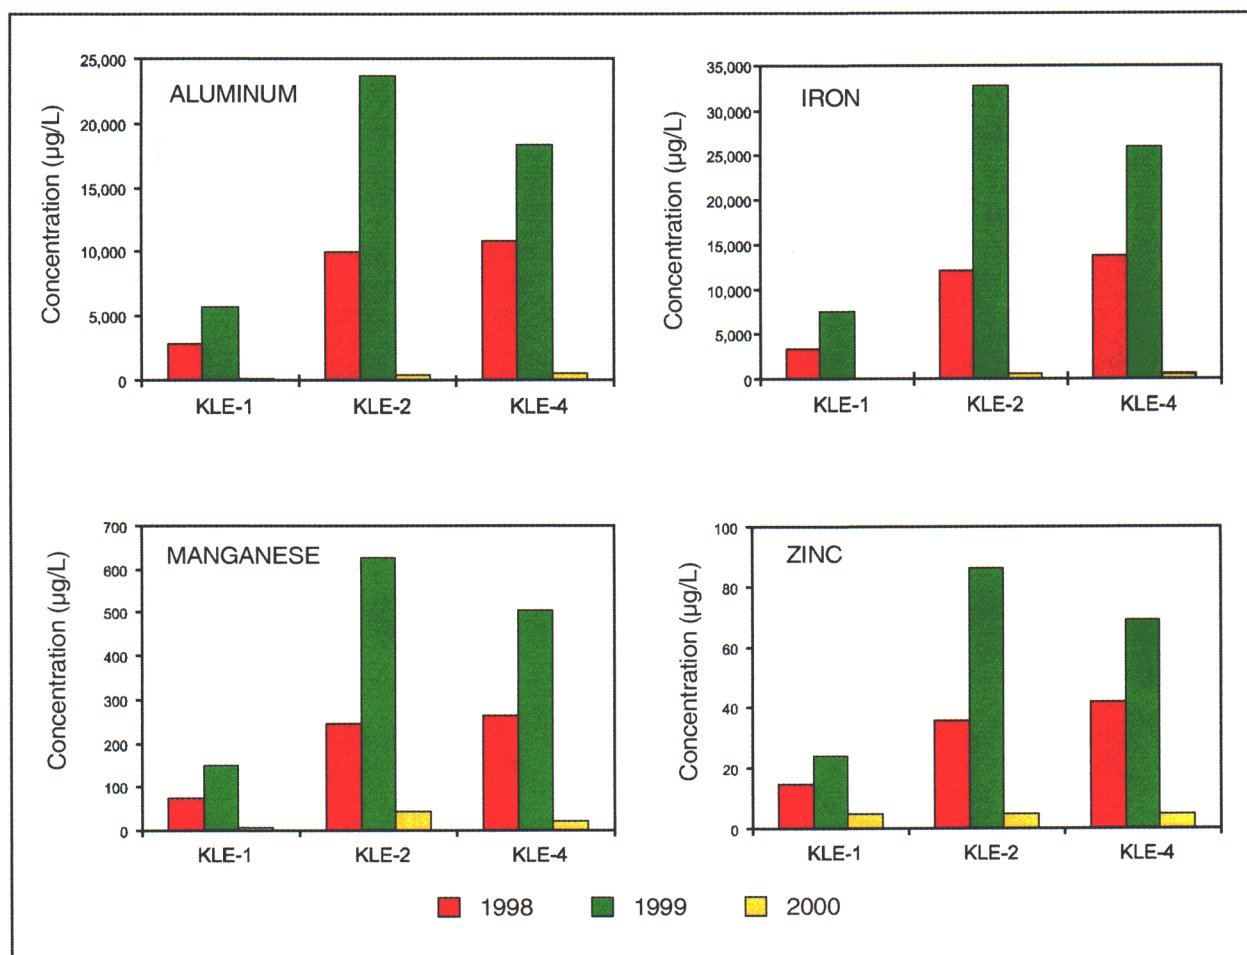 ALUMINUM
Concentration (µg/L)
25,000
20,000
15,000
10,000
5,000
0
KLE-1 KLE-2 KLE-4
IRON
Concentration (µg/L)
35,000
30,000
25,000
20,000
15,000
10,000
5,000
0
KLE-1 KLE-2 KLE-4
MANGANESE
Concentration (µg/L)
700
600
500
400
300
200
100
0
KLE-1 KLE-2 KLE-4
ZINC
Concentration (µg/L)
100
80
60
40
20
0
KLE-1 KLE-2 KLE-4
1998 1999 2000